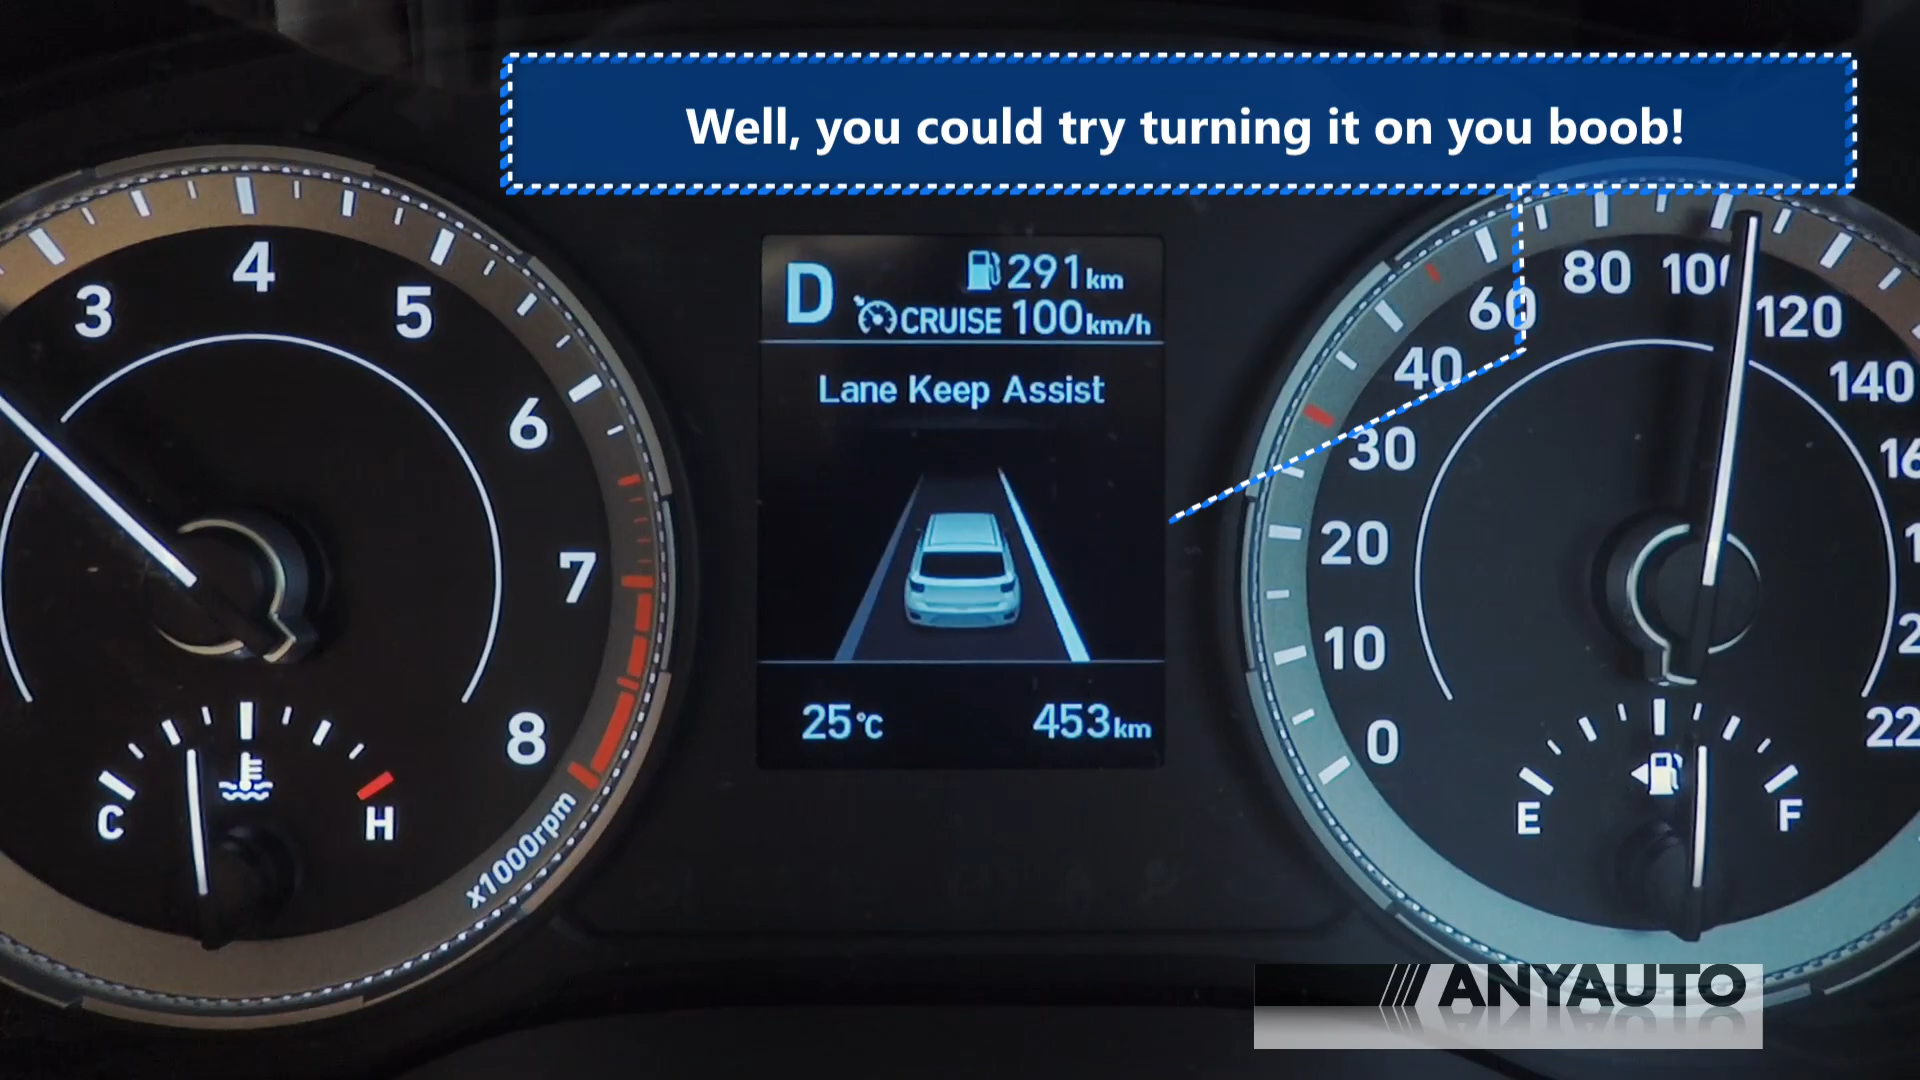 Well, you could try turning it on you boob!
3
4
5
6
7
8
x1000rpm
C
H
D
291km
CRUISE 100km/h
Lane Keep Assist
25°C
453km
0
10
20
30
40
60
80
100
120
140
E
F
ANYAUTO